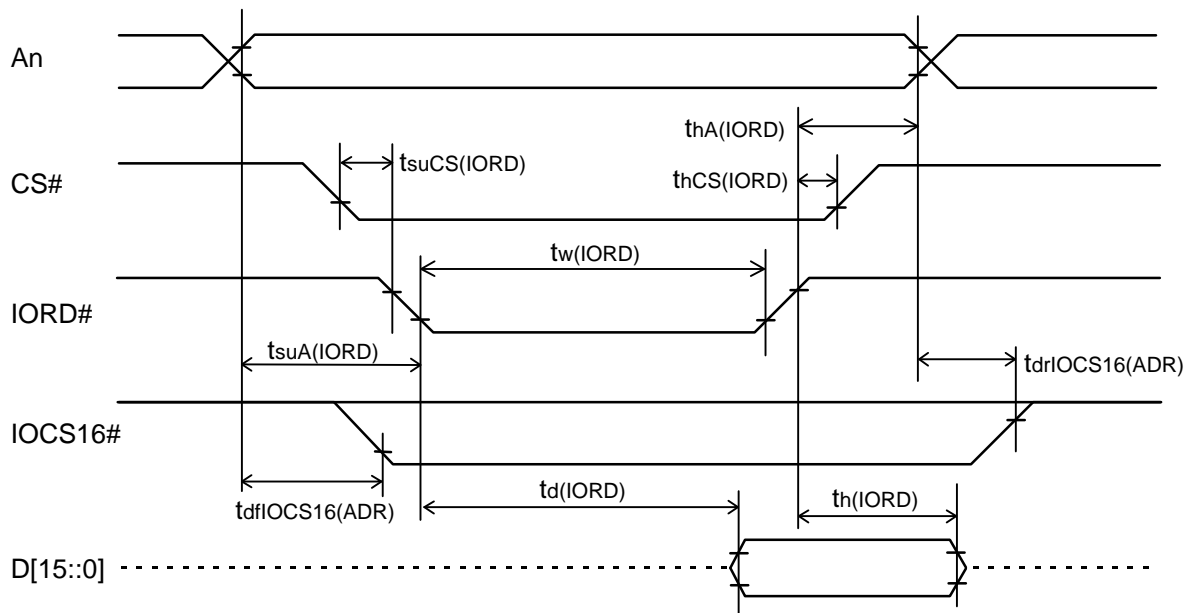 An
thA(IORD)
CS#
tsuCS(IORD)
thCS(IORD)
tw(IORD)
IORD#
tsuA(IORD)
tdrIOCS16(ADR)
IOCS16#
tdfIOCS16(ADR)
td(IORD)
th(IORD)
D[15::0]